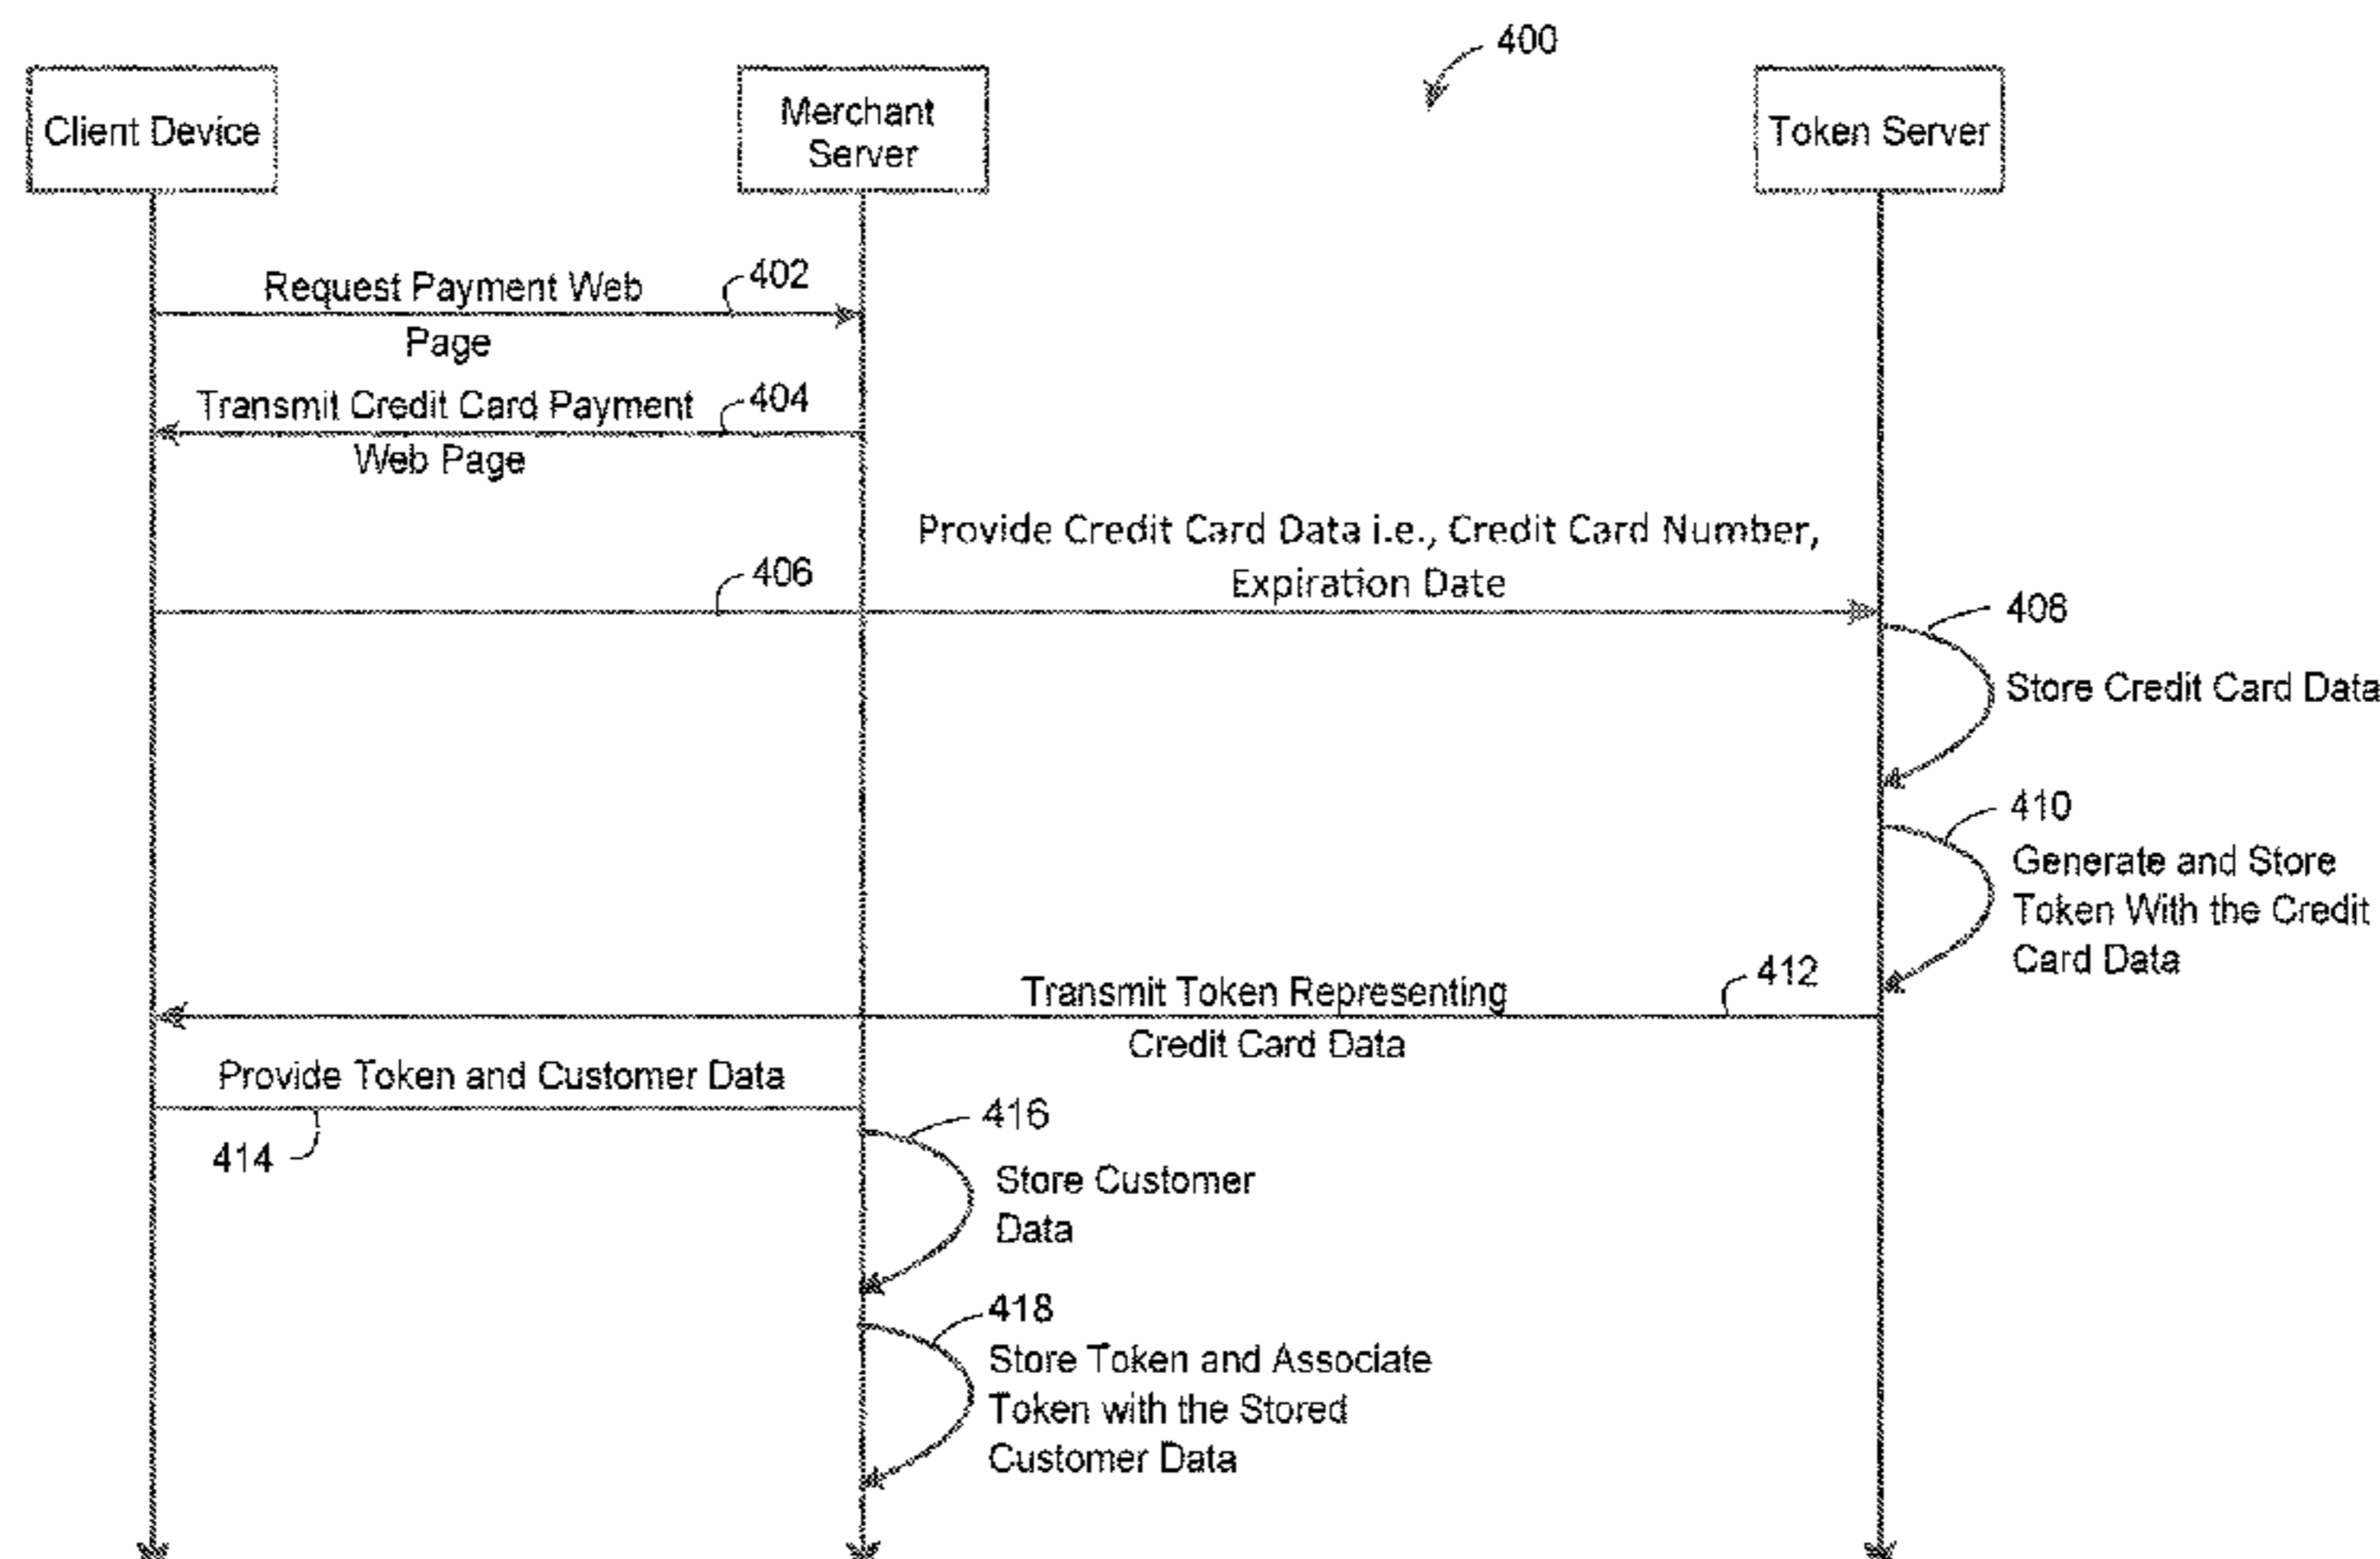 400
Client Device
Merchant
Server
Token Server
Request Payment Web
402
Page
Transmit Credit Card Payment
404
Web Page
Provide Credit Card Data i.e., Credit Card Number,
Expiration Date
406
408
Store Credit Card Data
410
Generate and Store
Token With the Credit
Card Data
Transmit Token Representing
412
Credit Card Data
Provide Token and Customer Data
414
416
Store Customer
Data
418
Store Token and Associate
Token with the Stored
Customer Data